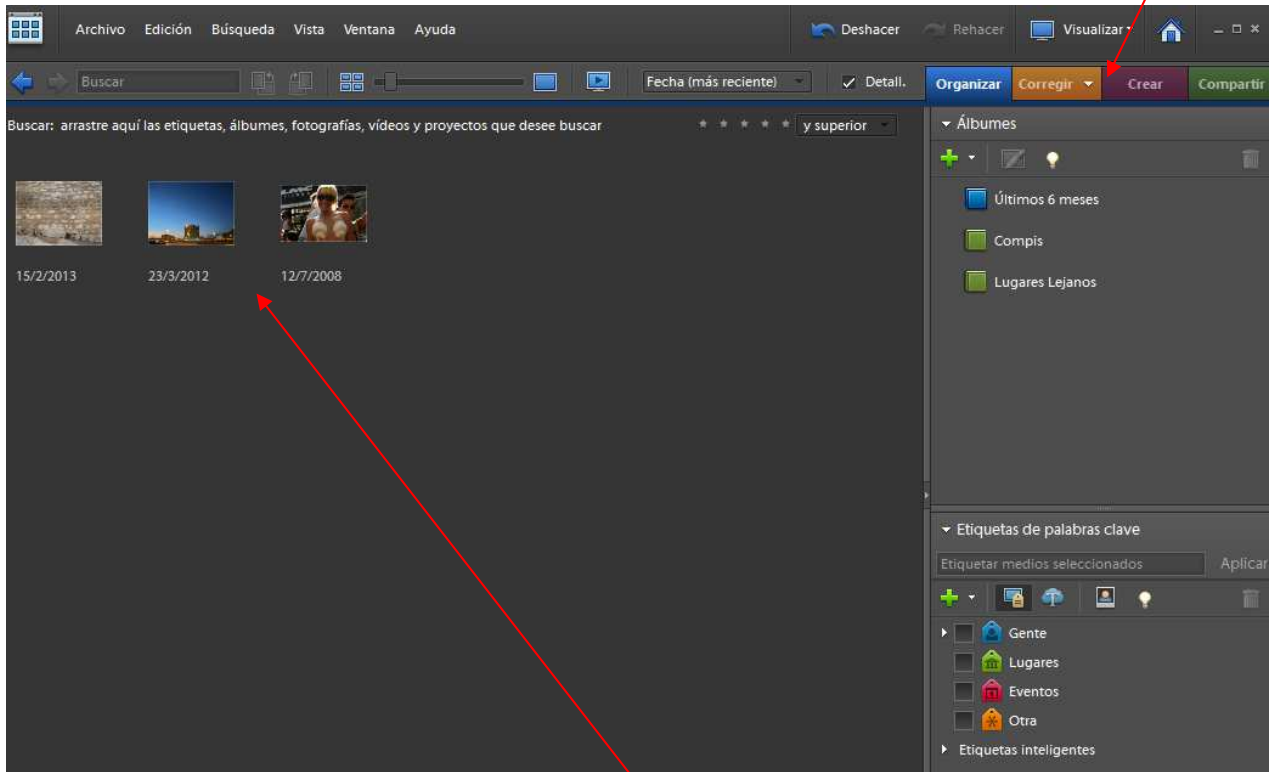 Archivo Edición Búsqueda Vista Ventana Ayuda Deshacer Rehacer Visualizar
Buscar Fecha (más reciente) Detall. Organizar Corregir Crear Compartir
Buscar: arrastre aquí las etiquetas, álbumes, fotografías, vídeos y proyectos que desee buscar y superior
Álbumes
Últimos 6 meses
Compis
Lugares Lejanos
15/2/2013 23/3/2012 12/7/2008
Etiquetas de palabras clave
Etiquetar medios seleccionados Aplicar
Gente
Lugares
Eventos
Otra
Etiquetas inteligentes